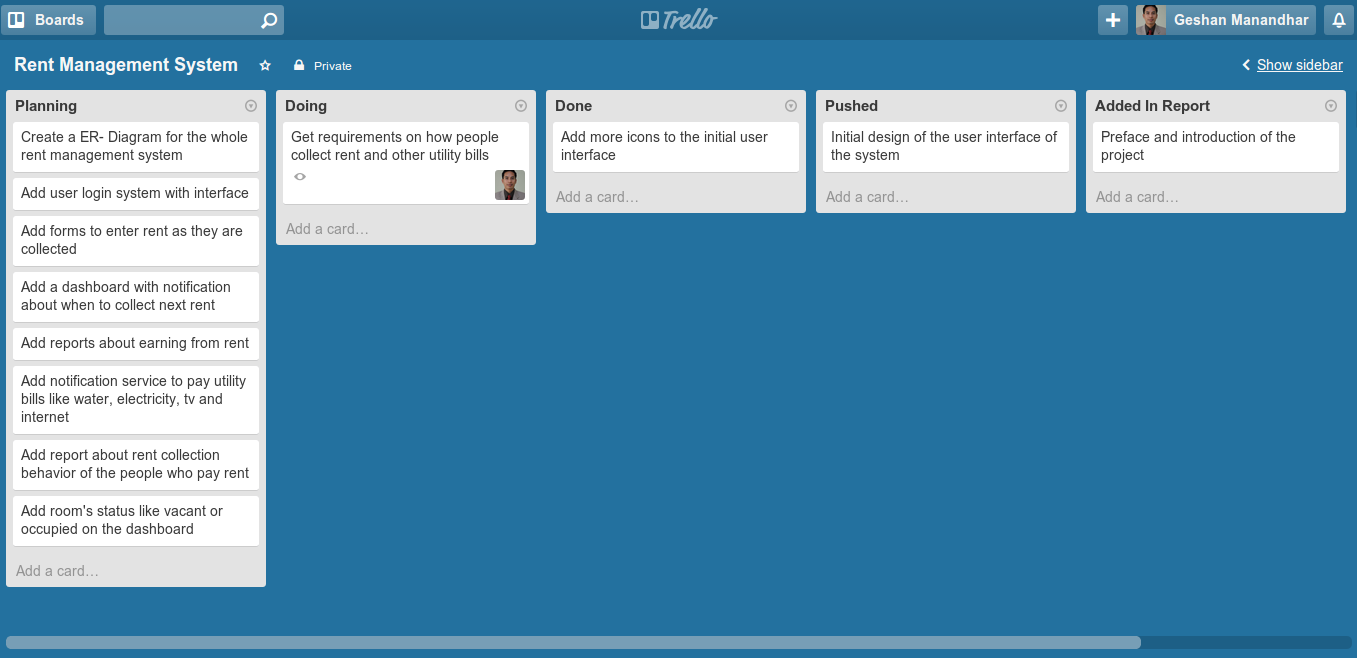 Boards
Trello
Geshan Manandhar
Rent Management System
Private
Show sidebar
Planning
Create a ER- Diagram for the whole
rent management system
Add user login system with interface
Add forms to enter rent as they are
collected
Add a dashboard with notification
about when to collect next rent
Add reports about earning from rent
Add notification service to pay utility
bills like water, electricity, tv and
internet
Add report about rent collection
behavior of the people who pay rent
Add room's status like vacant or
occupied on the dashboard
Add a card…
Doing
Get requirements on how people
collect rent and other utility bills
Add a card…
Done
Add more icons to the initial user
interface
Add a card…
Pushed
Initial design of the user interface of
the system
Add a card…
Added In Report
Preface and introduction of the
project
Add a card…